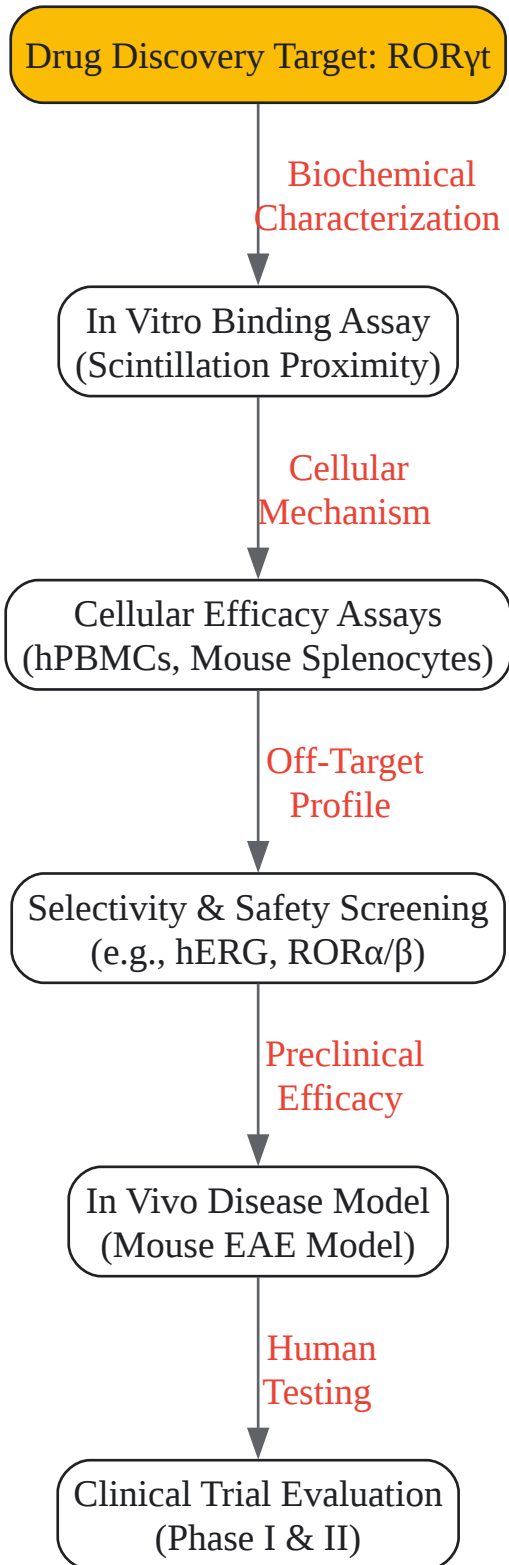 Drug Discovery Target: RORγt
Biochemical
Characterization
In Vitro Binding Assay
(Scintillation Proximity)
Cellular
Mechanism
Cellular Efficacy Assays
(hPBMCs, Mouse Splenocytes)
Off-Target
Profile
Selectivity & Safety Screening
(e.g., hERG, RORα/β)
Preclinical
Efficacy
In Vivo Disease Model
(Mouse EAE Model)
Human
Testing
Clinical Trial Evaluation
(Phase I & II)